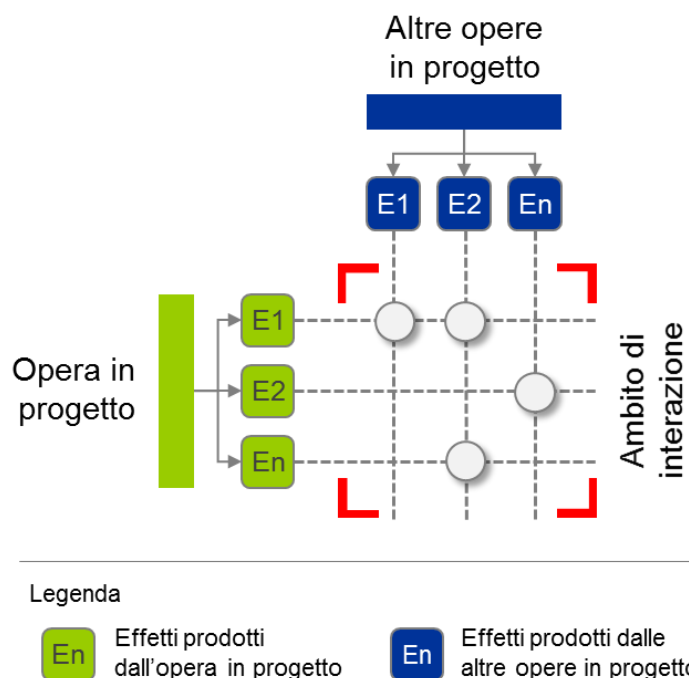 Altre opere
in progetto
E1 E2 En
E1
Opera in
progetto
E2
En
Ambito di
interazione
Legenda
En
Effetti prodotti
dall'opera in progetto
En
Effetti prodotti dalle
altre opere in progetto